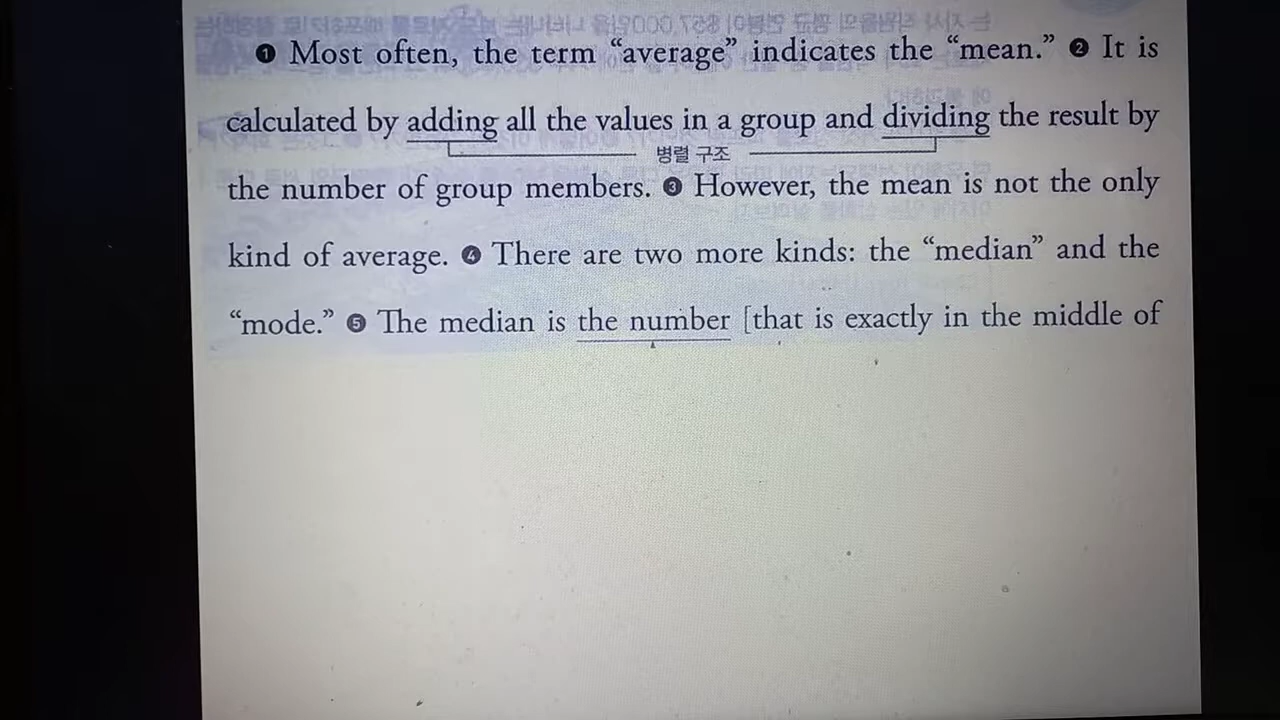 ❶ Most often, the term “average” indicates the “mean.” ❷ It is
calculated by adding all the values in a group and dividing the result by
병렬 구조
the number of group members. ❸ However, the mean is not the only
kind of average. ❹ There are two more kinds: the “median” and the
“mode.” ❺ The median is the number [that is exactly in the middle of